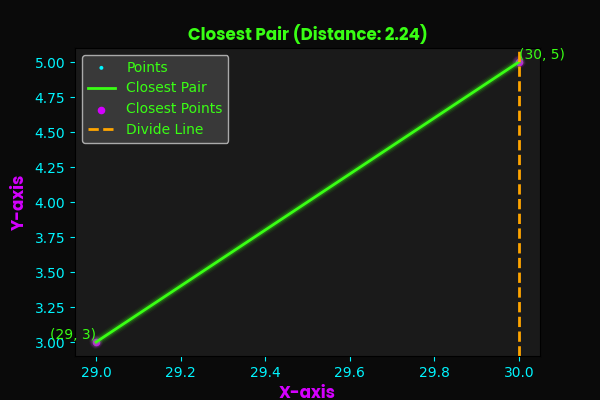 Closest Pair (Distance: 2.24)
(30, 5)
Points
Closest Pair
Closest Points
Divide Line
5.00
4.75
4.50
4.25
4.00
3.75
3.50
3.25
3.00
Y-axis
(29, 3)
29.0 29.2 29.4 29.6 29.8 30.0
X-axis